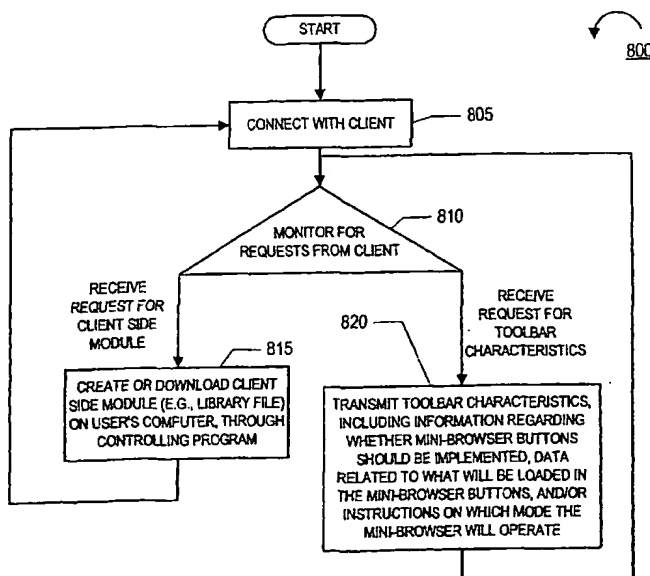 START
800
CONNECT WITH CLIENT
805
MONITOR FOR
REQUESTS FROM CLIENT
810
RECEIVE
REQUEST FOR
CLIENT SIDE
MODULE
RECEIVE
REQUEST FOR
TOOLBAR
CHARACTERISTICS
815
820
CREATE OR DOWNLOAD CLIENT
SIDE MODULE (E.G., LIBRARY FILE)
ON USER'S COMPUTER, THROUGH
CONTROLLING PROGRAM
TRANSMIT TOOLBAR CHARACTERISTICS,
INCLUDING INFORMATION REGARDING
WHETHER MINI-BROWSER BUTTONS
SHOULD BE IMPLEMENTED, DATA
RELATED TO WHAT WILL BE LOADED IN
THE MINI-BROWSER BUTTONS, AND/OR
INSTRUCTIONS ON WHICH MODE THE
MINI-BROWSER WILL OPERATE